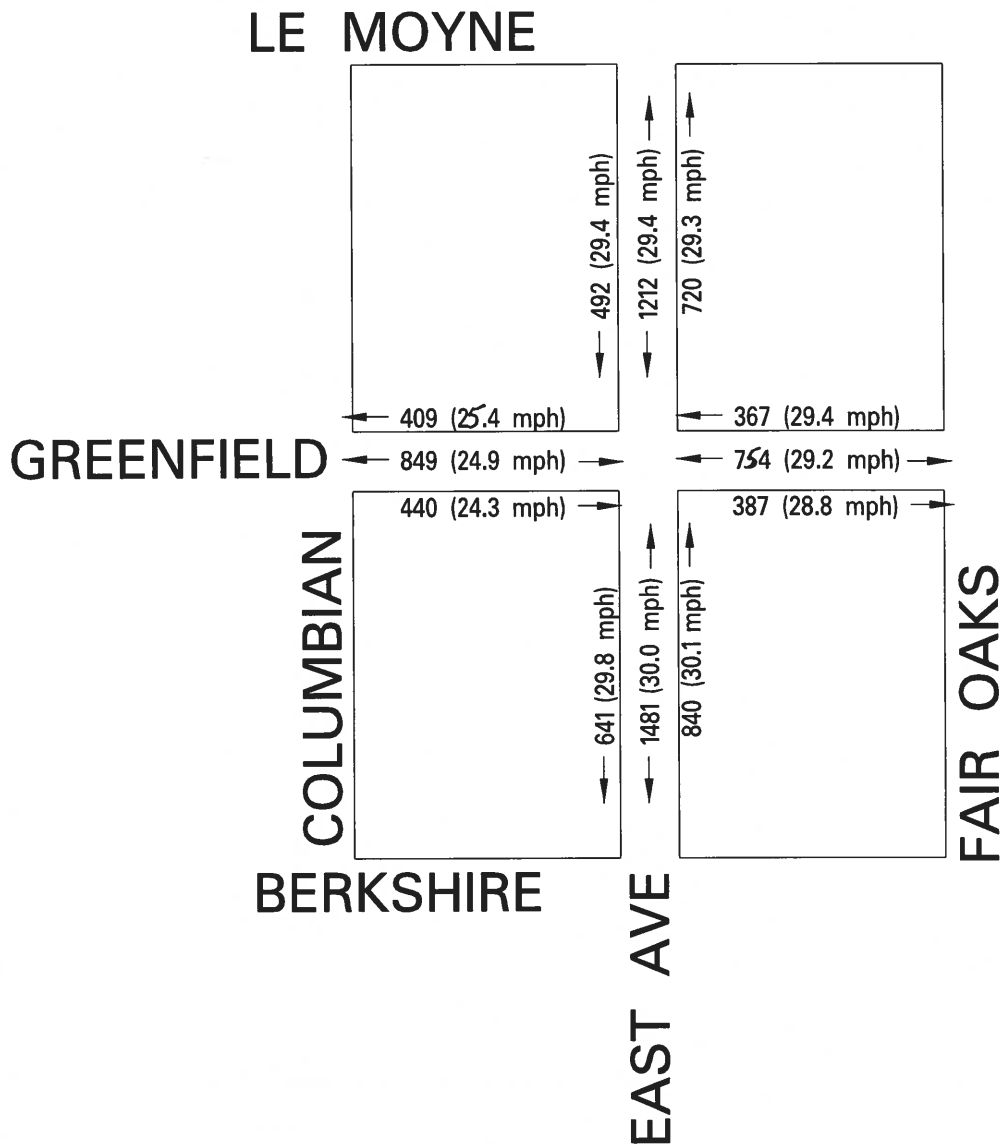 LE MOYNE
492 (29.4 mph)
1212 (29.4 mph)
720 (29.3 mph)
409 (25.4 mph)
367 (29.4 mph)
GREENFIELD
849 (24.9 mph)
754 (29.2 mph)
440 (24.3 mph)
387 (28.8 mph)
COLUMBIAN
641 (29.8 mph)
1481 (30.0 mph)
840 (30.1 mph)
FAIR OAKS
BERKSHIRE
EAST AVE